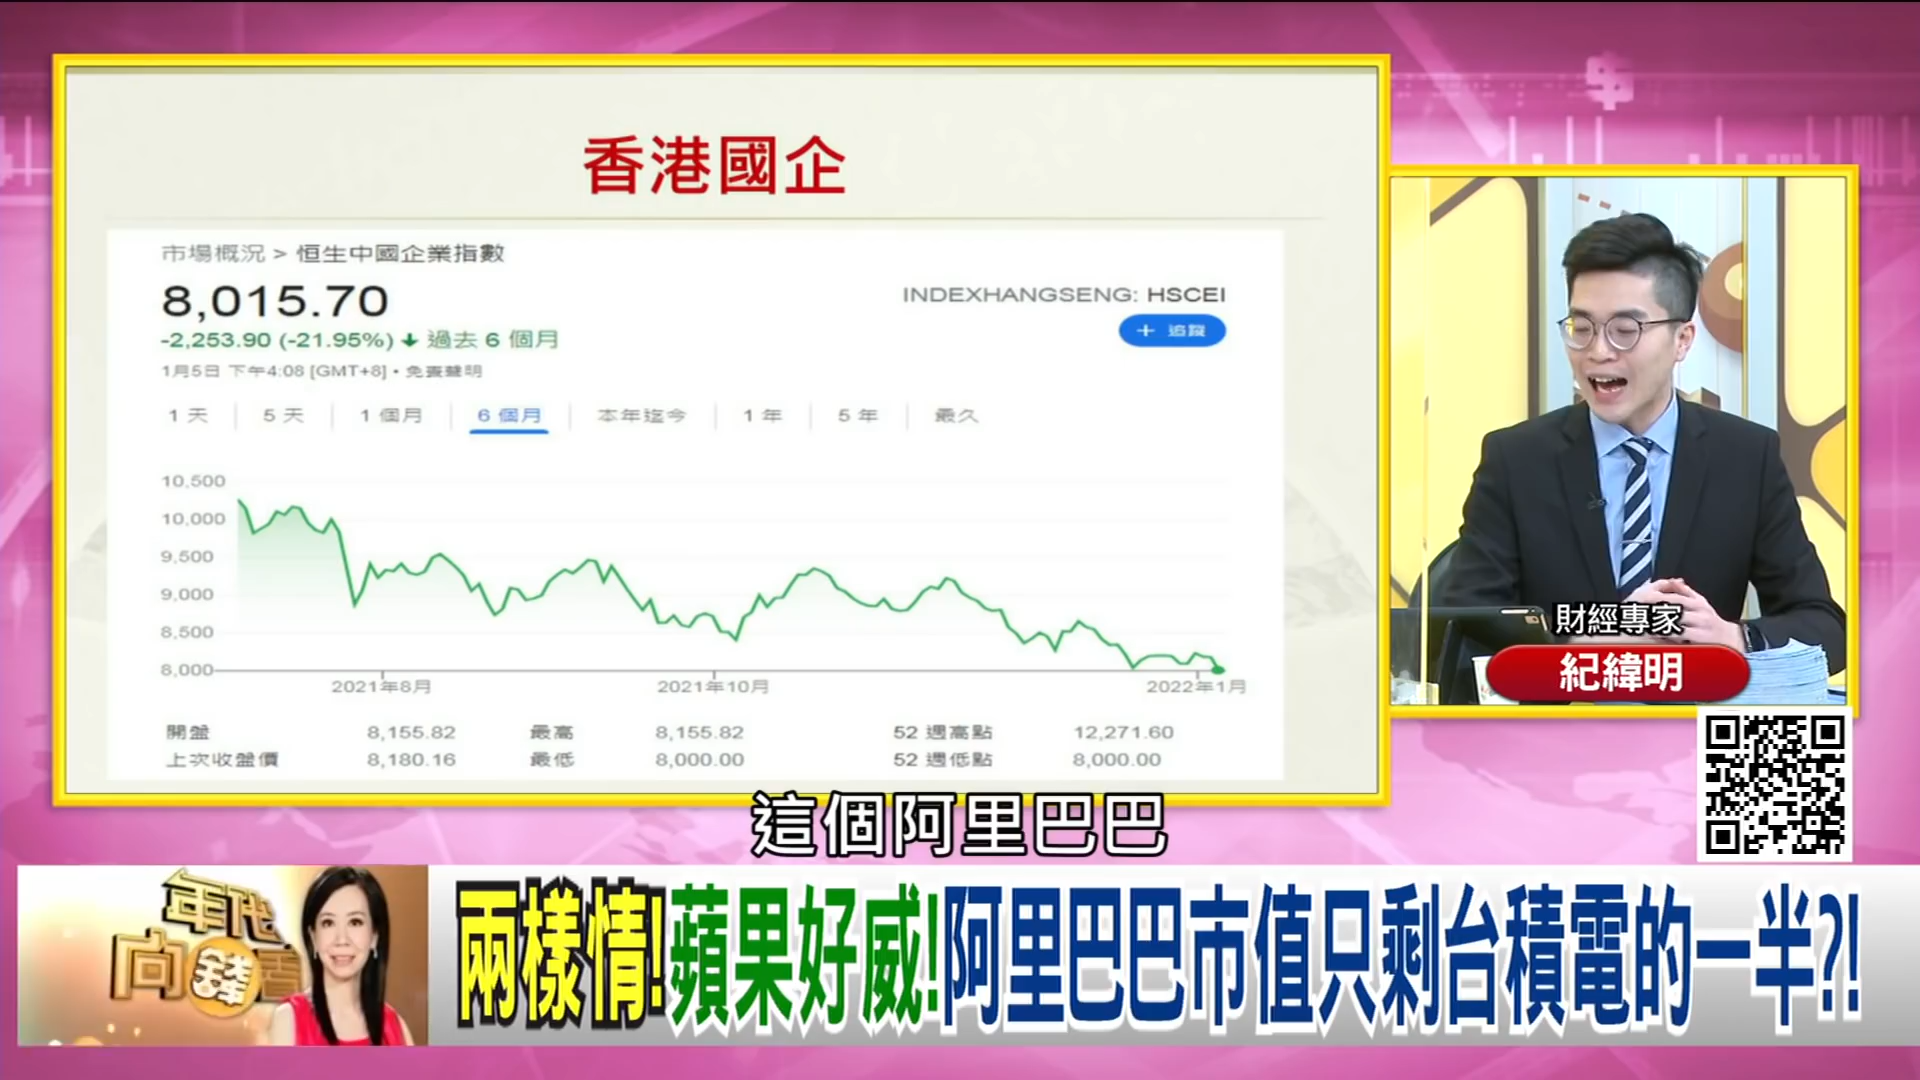 香港國企
市場概況 > 恒生中國企業指數
8,015.70
-2,253.90 (-21.95%) 過去 6 個月
1月5日 下午4:08 [GMT+8] • 免責聲明
INDEXHANGSENG: HSCEI
+ 追蹤
1 天 5 天 1 個月 6 個月 本年迄今 1 年 5 年 最久
10,500
10,000
9,500
9,000
8,500
8,000
2021年8月 2021年10月 2022年1月
開盤 8,155.82 最高 8,155.82 52 週高點 12,271.60
上次收盤價 8,180.16 最低 8,000.00 52 週低點 8,000.00
財經專家
紀緯明
這個阿里巴巴
年代
向錢看
兩樣情!蘋果好威!阿里巴巴市值只剩台積電的一半?!